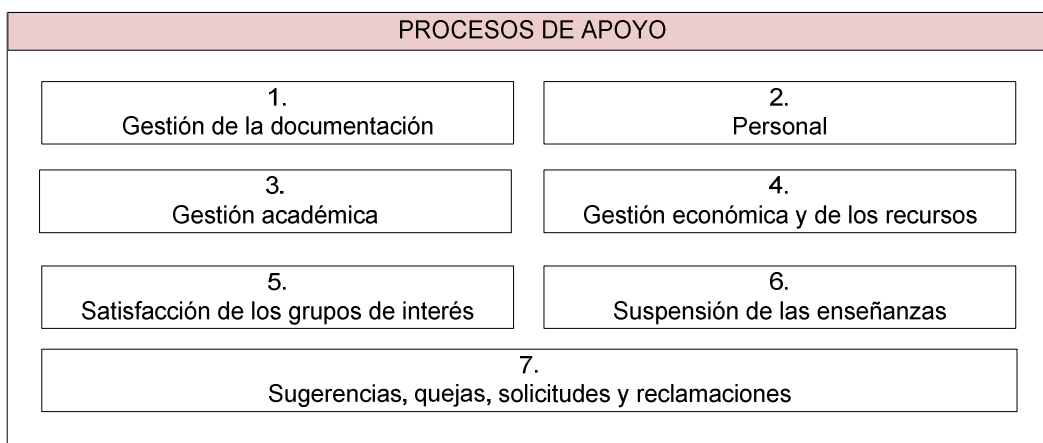 PROCESOS DE APOYO
1.
Gestión de la documentación
2.
Personal
3.
Gestión académica
4.
Gestión económica y de los recursos
5.
Satisfacción de los grupos de interés
6.
Suspensión de las enseñanzas
7.
Sugerencias, quejas, solicitudes y reclamaciones